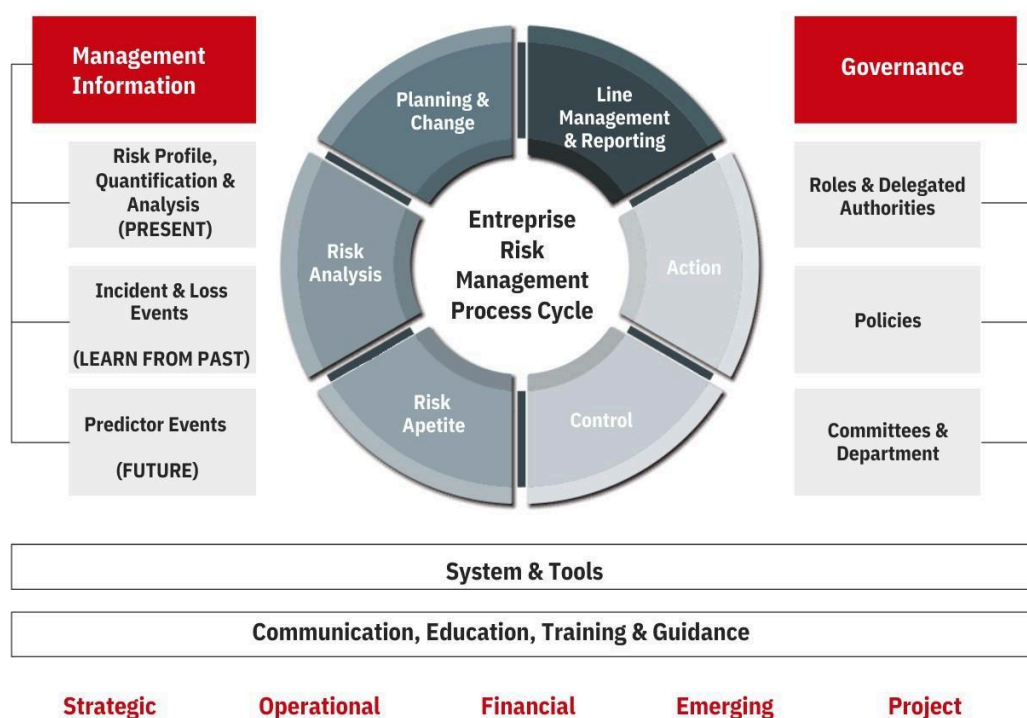 Management
Information
Risk Profile,
Quantification &
Analysis
(PRESENT)
Incident & Loss
Events
(LEARN FROM PAST)
Predictor Events
(FUTURE)
Planning &
Change
Line
Management
& Reporting
Risk
Analysis
Entreprise
Risk
Management
Process Cycle
Action
Risk
Apetite
Control
Governance
Roles & Delegated
Authorities
Policies
Committees &
Department
System & Tools
Communication, Education, Training & Guidance
Strategic Operational Financial Emerging Project